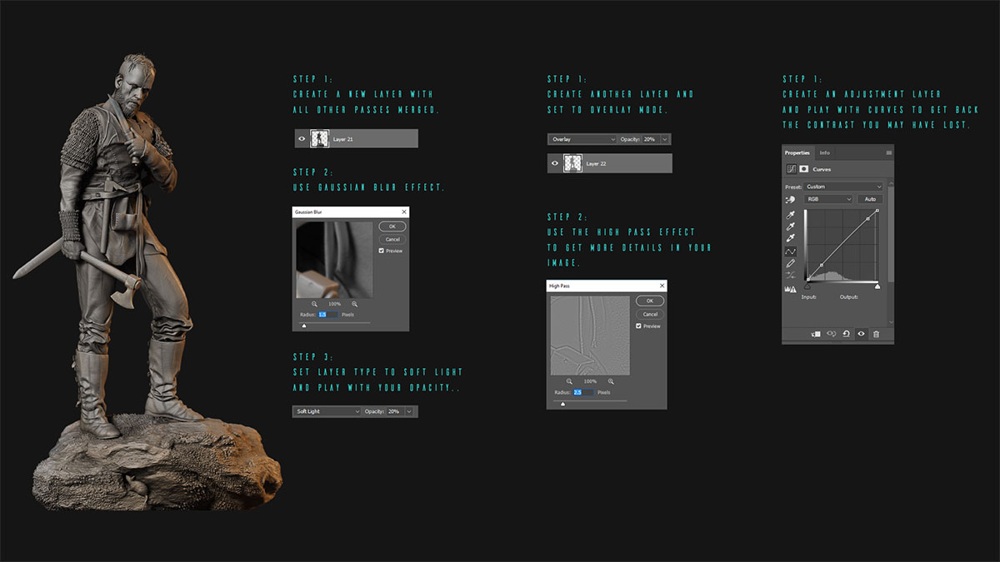 STEP 1:
CREATE A NEW LAYER WITH
ALL OTHER PASSES MERGED.
Layer 21
STEP 2:
USE GAUSSIAN BLUR EFFECT.
Gaussian Blur
OK
Cancel
Preview
100%
Radius: 1.5 Pixels
STEP 3:
SET LAYER TYPE TO SOFT LIGHT
AND PLAY WITH YOUR OPACITY..
Soft Light Opacity: 20%
STEP 1:
CREATE ANOTHER LAYER AND
SET TO OVERLAY MODE.
Overlay Opacity: 20%
Layer 22
STEP 2:
USE THE HIGH PASS EFFECT
TO GET MORE DETAILS IN YOUR
IMAGE.
High Pass
OK
Cancel
Preview
100%
Radius: 2.5 Pixels
STEP 1:
CREATE AN ADJUSTMENT LAYER
AND PLAY WITH CURVES TO GET BACK
THE CONTRAST YOU MAY HAVE LOST.
Properties Info
Curves
Preset: Custom
RGB Auto
Input: Output: